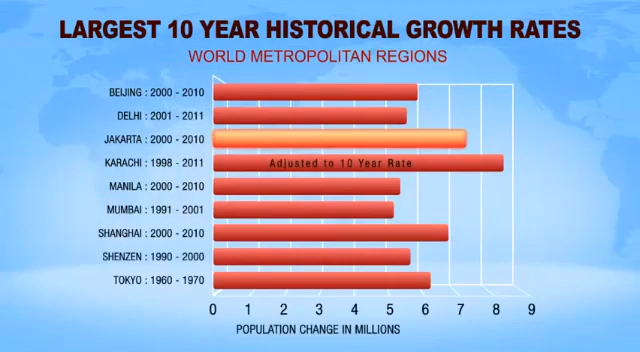 LARGEST 10 YEAR HISTORICAL GROWTH RATES
WORLD METROPOLITAN REGIONS
BEIJING : 2000 - 2010
DELHI : 2001 - 2011
JAKARTA : 2000 - 2010
KARACHI : 1998 - 2011
Adjusted to 10 Year Rate
MANILA : 2000 - 2010
MUMBAI : 1991 - 2001
SHANGHAI : 2000 - 2010
SHENZEN : 1990 - 2000
TOKYO : 1960 - 1970
0 1 2 3 4 5 6 7 8 9
POPULATION CHANGE IN MILLIONS